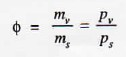 ϕ = m_v / m_s = p_v / p_s